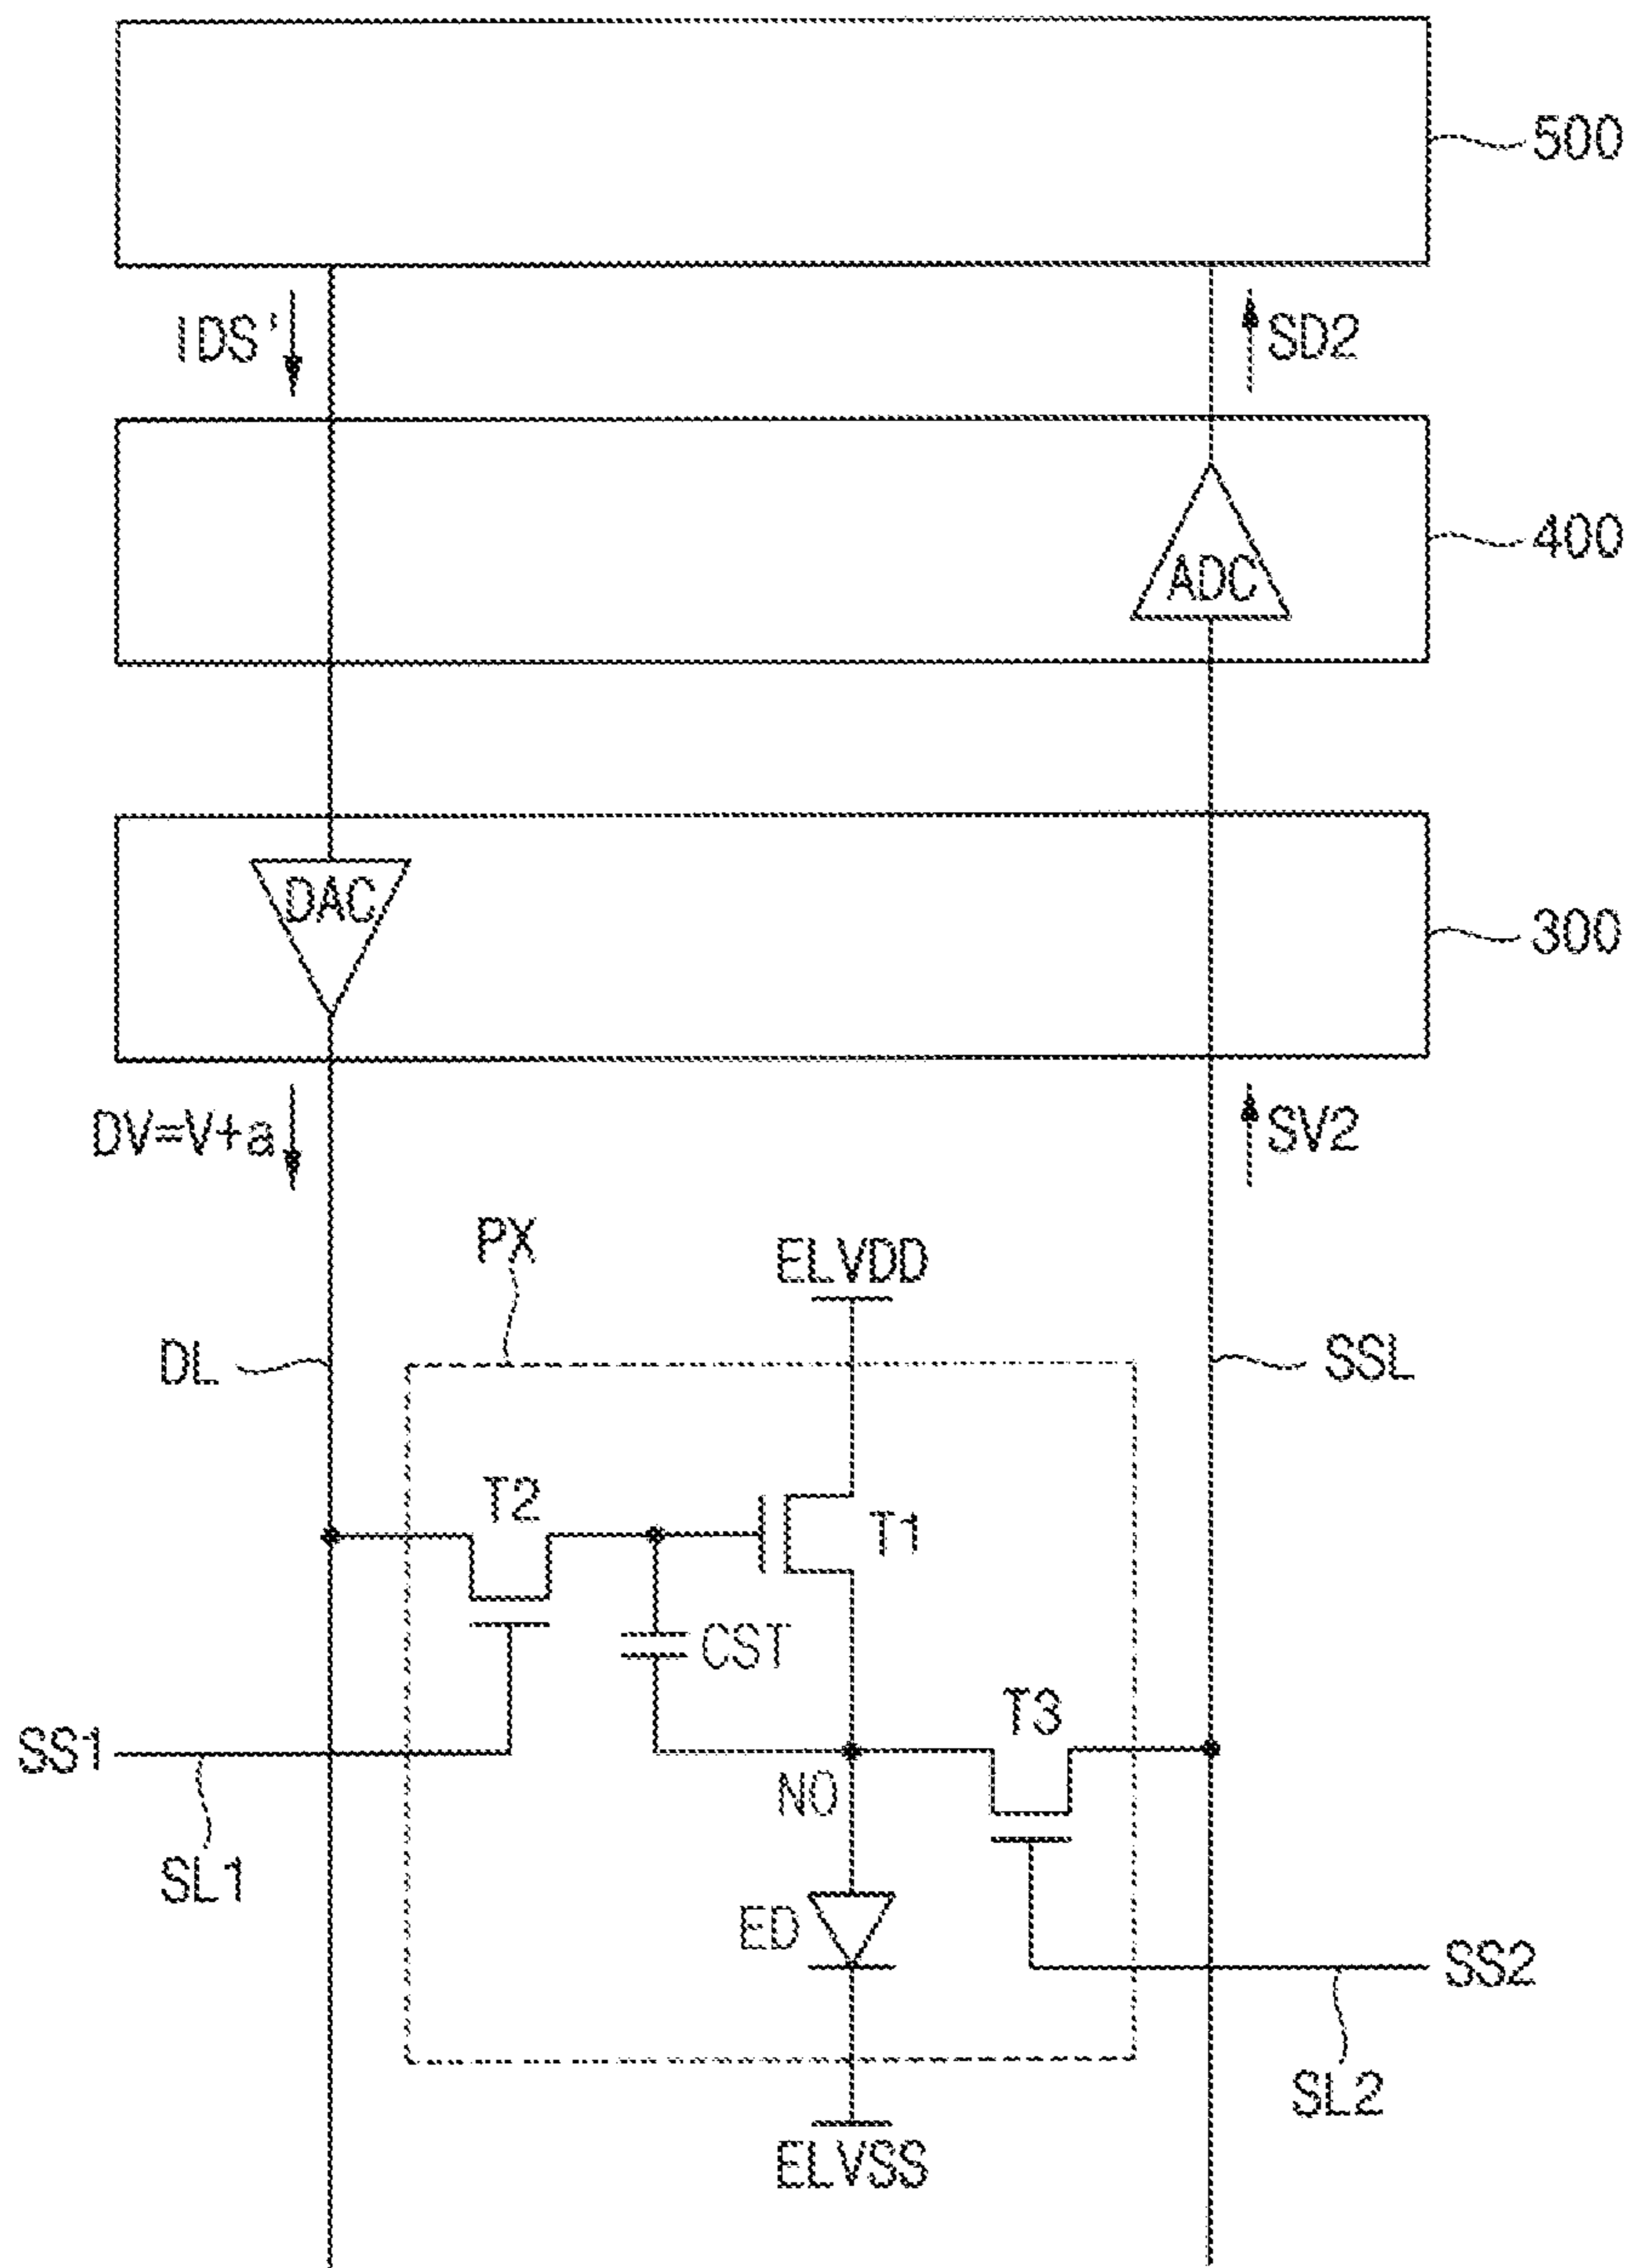 500
IDS'
SD2
400
ADC
DAC
300
DV=V+a
SV2
PX
ELVDD
DL
SSL
T2
T1
CST
T3
SS1
NO
SL1
ED
SS2
SL2
ELVSS